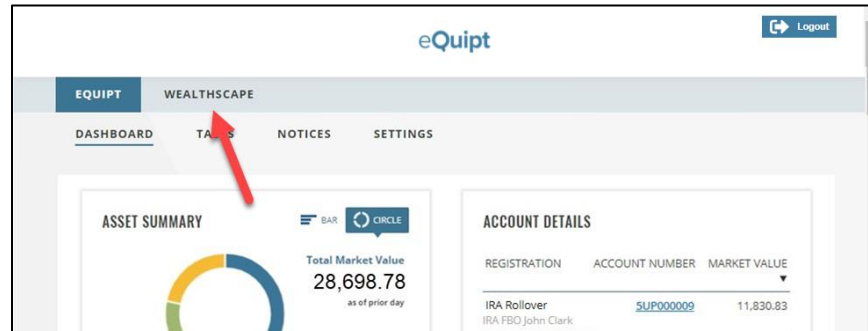 eQuipt
Logout
EQUIPT WEALTHSCAPE
DASHBOARD NOTICES SETTINGS
ASSET SUMMARY
BAR CIRCLE
Total Market Value
28,698.78
as of prior day
ACCOUNT DETAILS
REGISTRATION ACCOUNT NUMBER MARKET VALUE
IRA Rollover 5UP000009 11,830.83
IRA FBO John Clark